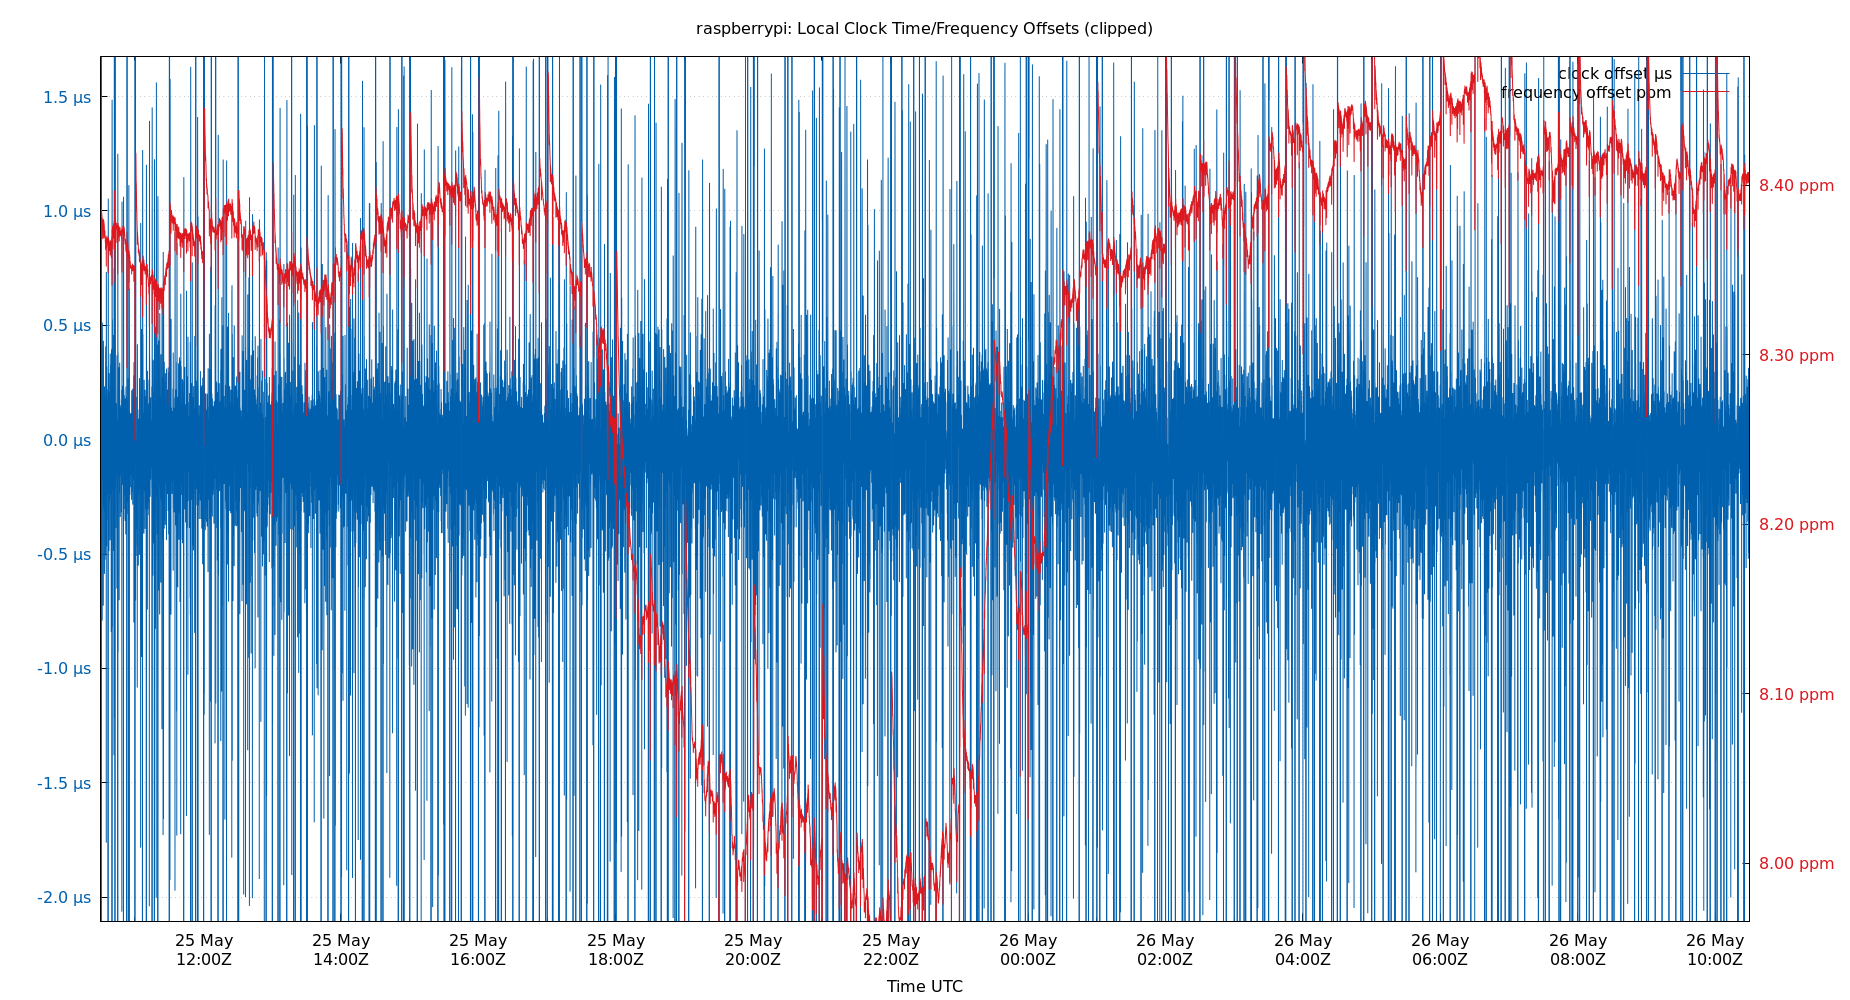 raspberrypi: Local Clock Time/Frequency Offsets (clipped)
clock offset µs
frequency offset ppm
1.5 µs
1.0 µs
0.5 µs
0.0 µs
-0.5 µs
-1.0 µs
-1.5 µs
-2.0 µs
8.40 ppm
8.30 ppm
8.20 ppm
8.10 ppm
8.00 ppm
25 May 25 May 25 May 25 May 25 May 25 May 26 May 26 May 26 May 26 May 26 May 26 May
12:00Z 14:00Z 16:00Z 18:00Z 20:00Z 22:00Z 00:00Z 02:00Z 04:00Z 06:00Z 08:00Z 10:00Z
Time UTC